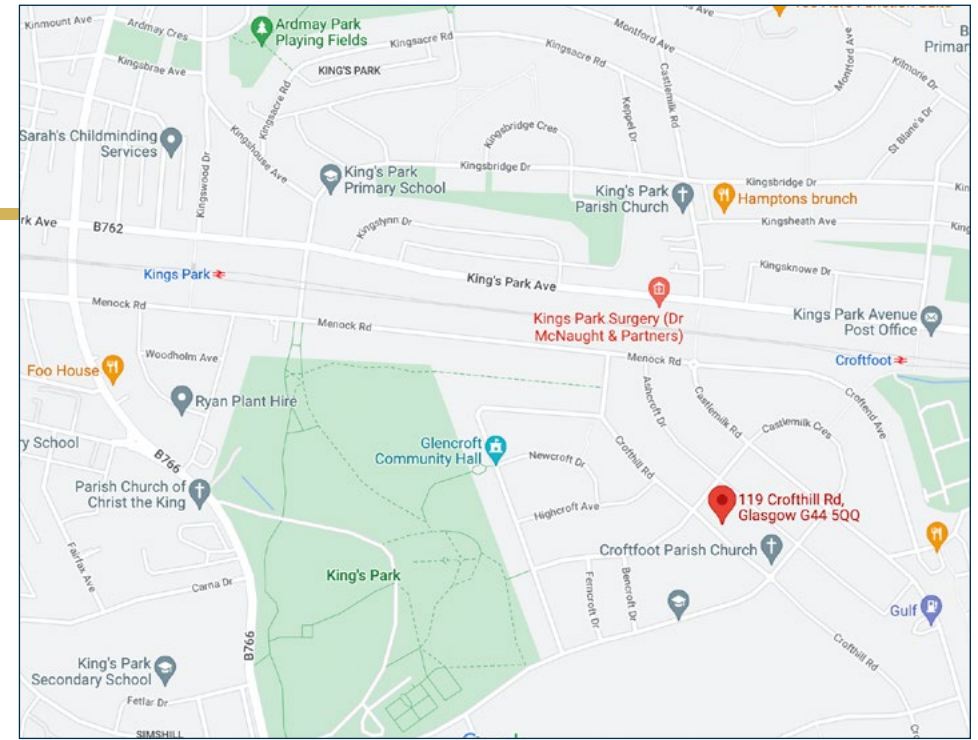 Kinmount Ave
Ardmay Cres
Ardmay Park
Playing Fields
Kingsacre Rd
Montford Ave
Kingsbrae Ave
KING'S PARK
Kingsacre Rd
Kingsacre Rd
Castlemilk Rd
Montford Ave
Primar
Kilmorie Dr
Sarah's Childminding
Services
Kingshouse Ave
Kingswood Dr
Kingsbridge Cres
Keppel Dr
St Blane's Dr
King's Park
Primary School
Kingsbridge Dr
King's Park
Parish Church
Kingsbridge Dr
Hamptons brunch
Kingsheath Ave
rk Ave
B762
Kingslynn Dr
Kings Park
King's Park Ave
Kingsknowe Dr
Menock Rd
Menock Rd
Kings Park Surgery (Dr
McNaught & Partners)
Kings Park Avenue
Post Office
Woodholm Ave
Menock Rd
Croftfoot
Foo House
Ryan Plant Hire
Ashcroft Dr
Castlemilk Rd
Croftend Ave
Castlemilk Cres
ry School
B766
Glencroft
Community Hall
Newcroft Dr
Crofthill Rd
Parish Church of
Christ the King
Highcroft Ave
119 Crofthill Rd,
Glasgow G44 5QQ
Croftfoot Parish Church
Fairfax Ave
Carna Dr
King's Park
Ferncroft Dr
Bencroft Dr
Gulf
B766
Crofthill Rd
King's Park
Secondary School
Fetlar Dr
SIMSHILL